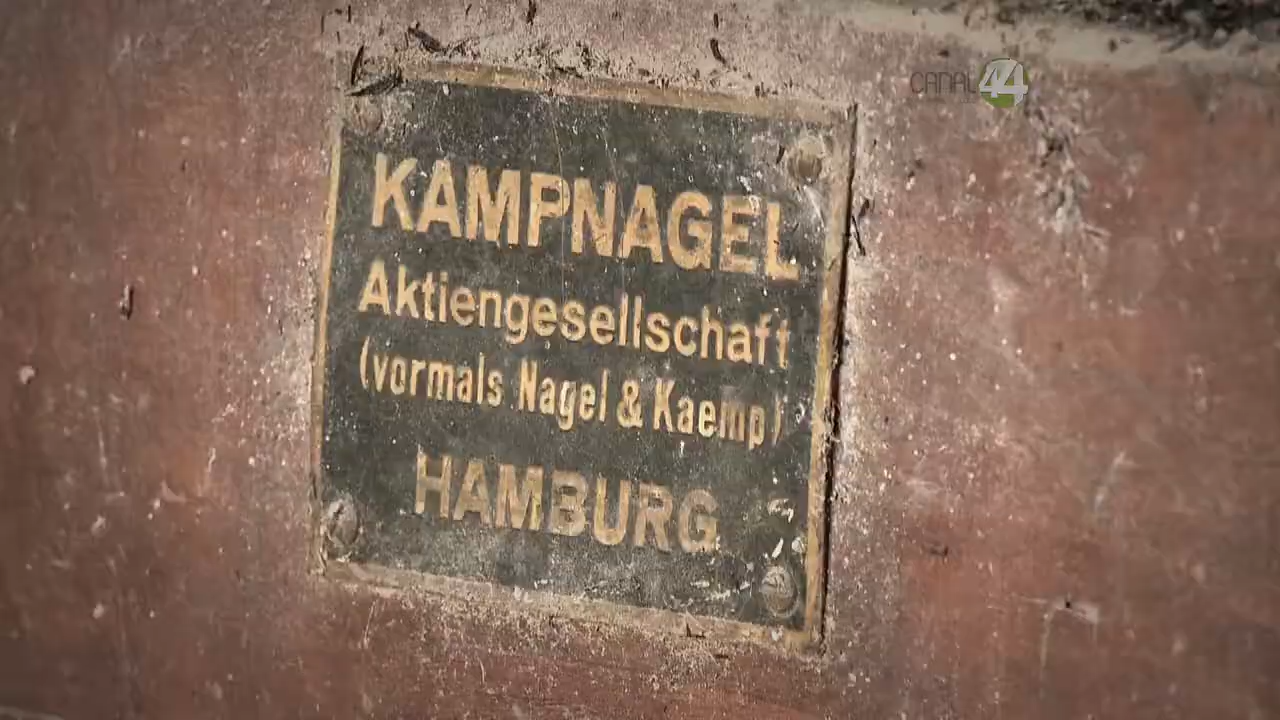 CANAL 44
KAMPNAGEL
Aktiengesellschaft
(vormals Nagel & Kaemp)
HAMBURG